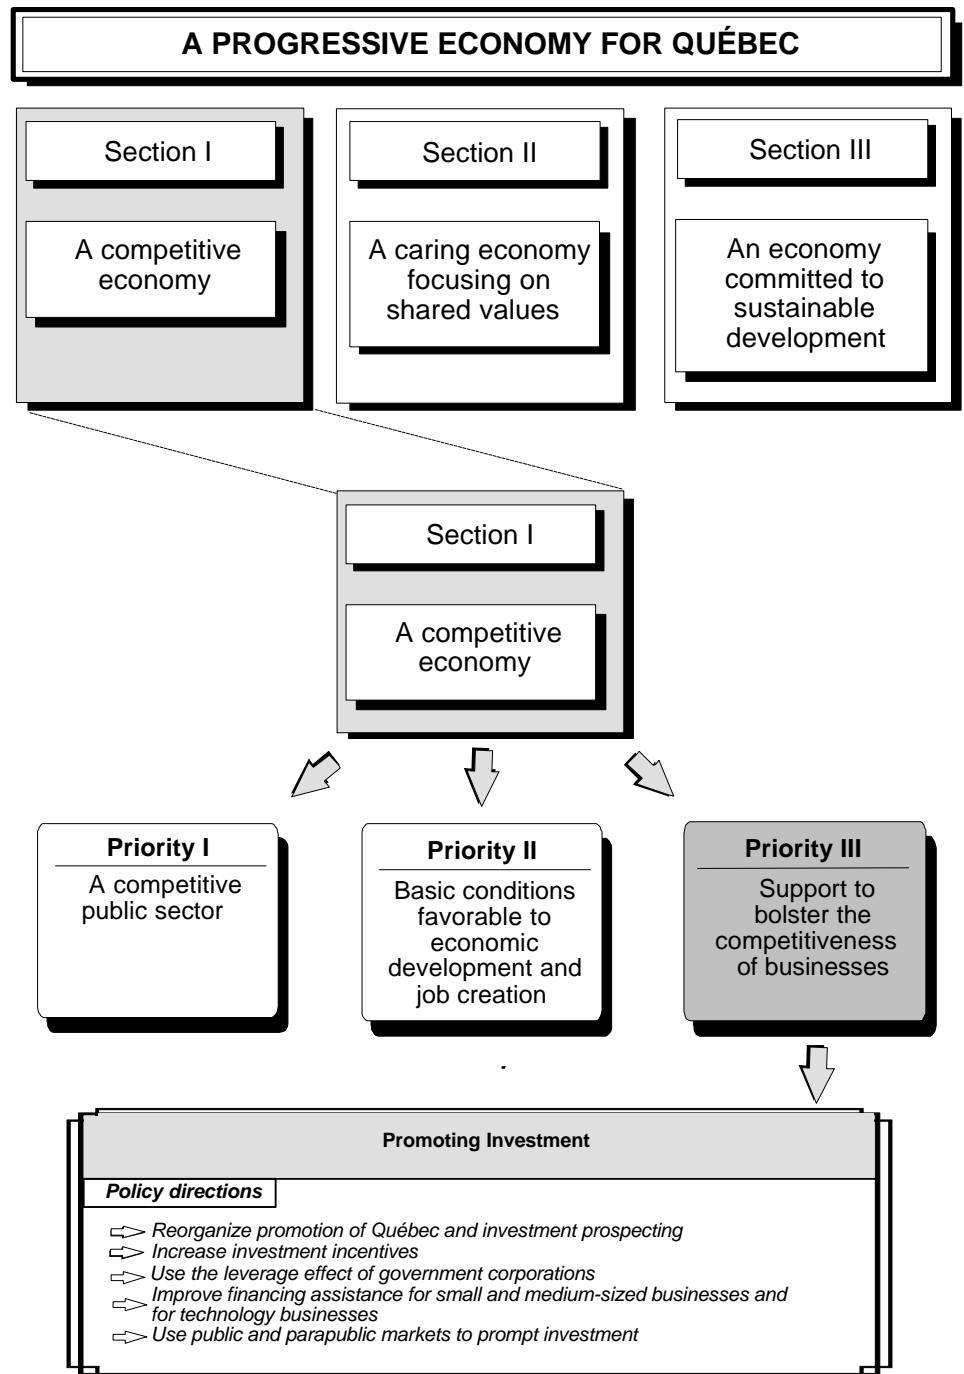 A PROGRESSIVE ECONOMY FOR QUÉBEC
Section I
A competitive
economy
Section II
A caring economy
focusing on
shared values
Section III
An economy
committed to
sustainable
development
Section I
A competitive
economy
Priority I
A competitive
public sector
Priority II
Basic conditions
favorable to
economic
development and
job creation
Priority III
Support to
bolster the
competitiveness
of businesses
Promoting Investment
Policy directions
Reorganize promotion of Québec and investment prospecting
Increase investment incentives
Use the leverage effect of government corporations
Improve financing assistance for small and medium-sized businesses and
for technology businesses
Use public and parapublic markets to prompt investment